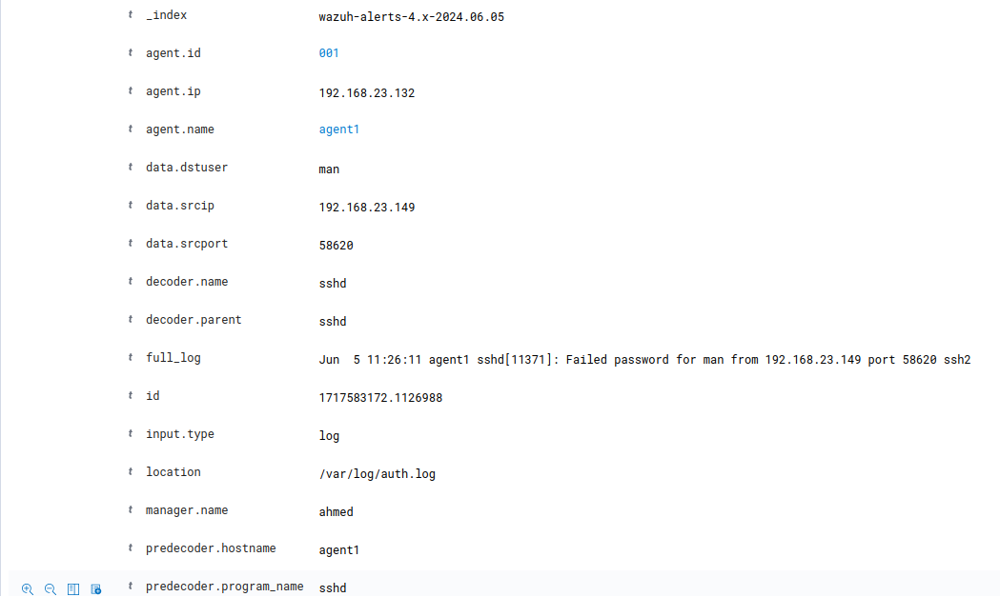 t _index wazuh-alerts-4.x-2024.06.05
t agent.id 001
t agent.ip 192.168.23.132
t agent.name agent1
t data.dstuser man
t data.srcip 192.168.23.149
t data.srcport 58620
t decoder.name sshd
t decoder.parent sshd
t full_log Jun  5 11:26:11 agent1 sshd[11371]: Failed password for man from 192.168.23.149 port 58620 ssh2
t id 1717583172.1126988
t input.type log
t location /var/log/auth.log
t manager.name ahmed
t predecoder.hostname agent1
t predecoder.program_name sshd